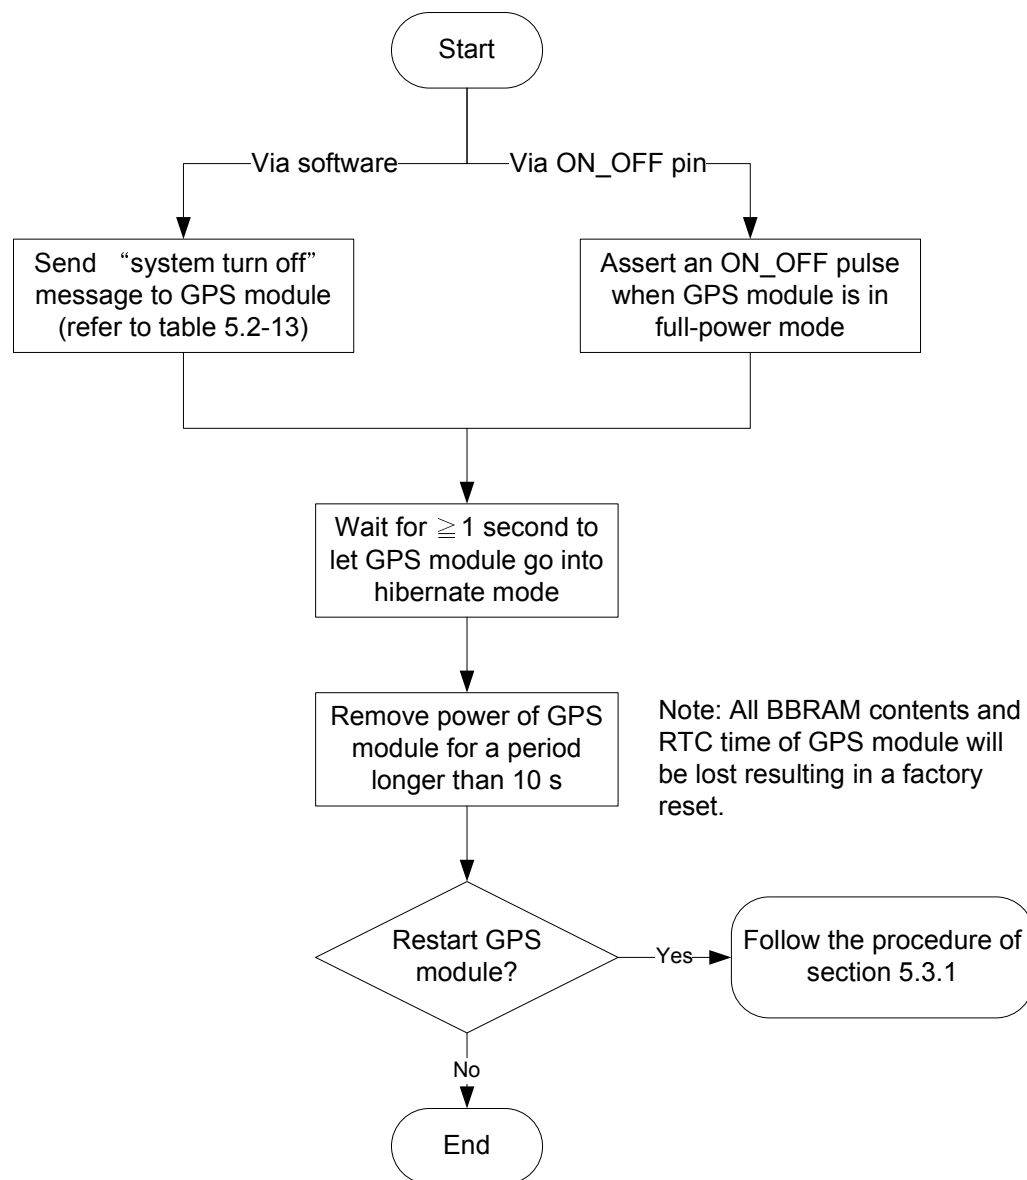 Start
Via software
Via ON_OFF pin
Send “system turn off”
message to GPS module
(refer to table 5.2-13)
Assert an ON_OFF pulse
when GPS module is in
full-power mode
Wait for ≧1 second to
let GPS module go into
hibernate mode
Remove power of GPS
module for a period
longer than 10 s
Note: All BBRAM contents and
RTC time of GPS module will
be lost resulting in a factory
reset.
Restart GPS
module?
Yes
Follow the procedure of
section 5.3.1
No
End